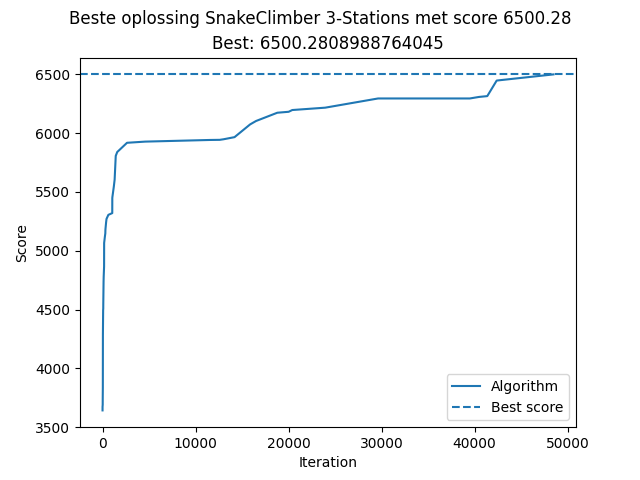 Beste oplossing SnakeClimber 3-Stations met score 6500.28
Best: 6500.2808988764045
6500
6000
5500
5000
4500
4000
3500
Score
0
10000
20000
30000
40000
50000
Iteration
Algorithm
Best score